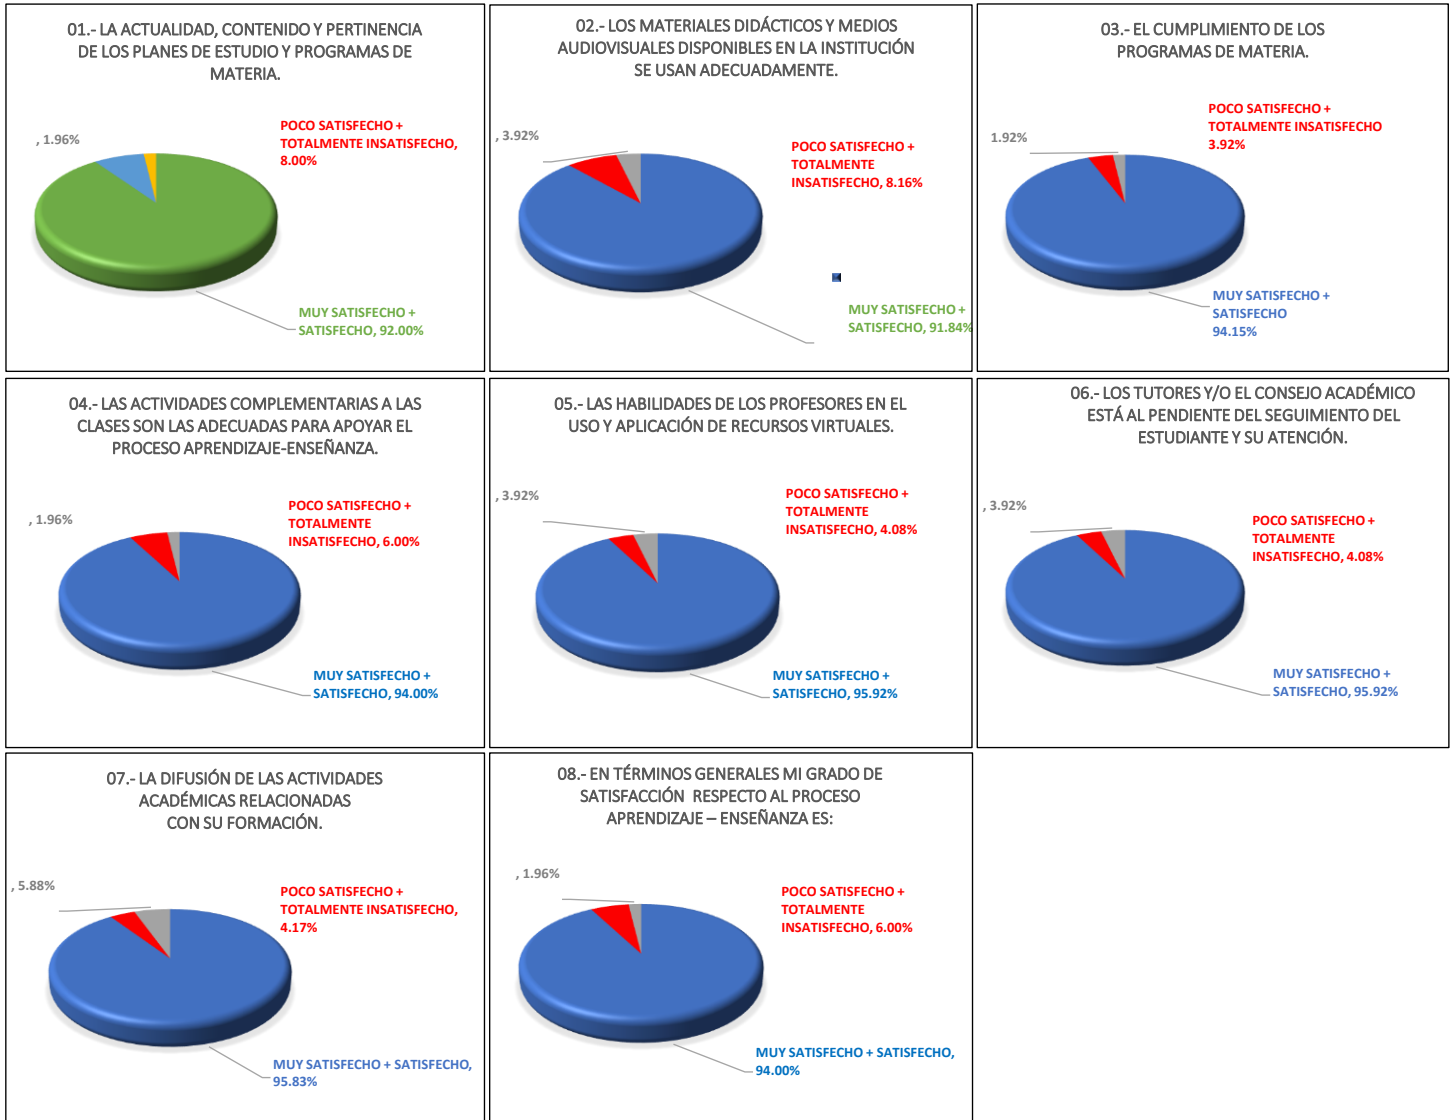 01.- LA ACTUALIDAD, CONTENIDO Y PERTINENCIA
DE LOS PLANES DE ESTUDIO Y PROGRAMAS DE
MATERIA.
, 1.96%
POCO SATISFECHO +
TOTALMENTE INSATISFECHO,
8.00%
MUY SATISFECHO +
SATISFECHO, 92.00%
02.- LOS MATERIALES DIDÁCTICOS Y MEDIOS
AUDIOVISUALES DISPONIBLES EN LA INSTITUCIÓN
SE USAN ADECUADAMENTE.
, 3.92%
POCO SATISFECHO +
TOTALMENTE
INSATISFECHO, 8.16%
MUY SATISFECHO +
SATISFECHO, 91.84%
03.- EL CUMPLIMIENTO DE LOS
PROGRAMAS DE MATERIA.
1.92%
POCO SATISFECHO +
TOTALMENTE INSATISFECHO
3.92%
MUY SATISFECHO +
SATISFECHO
94.15%
04.- LAS ACTIVIDADES COMPLEMENTARIAS A LAS
CLASES SON LAS ADECUADAS PARA APOYAR EL
PROCESO APRENDIZAJE-ENSEÑANZA.
, 1.96%
POCO SATISFECHO +
TOTALMENTE
INSATISFECHO, 6.00%
MUY SATISFECHO +
SATISFECHO, 94.00%
05.- LAS HABILIDADES DE LOS PROFESORES EN EL
USO Y APLICACIÓN DE RECURSOS VIRTUALES.
, 3.92%
POCO SATISFECHO +
TOTALMENTE
INSATISFECHO, 4.08%
MUY SATISFECHO +
SATISFECHO, 95.92%
06.- LOS TUTORES Y/O EL CONSEJO ACADÉMICO
ESTÁ AL PENDIENTE DEL SEGUIMIENTO DEL
ESTUDIANTE Y SU ATENCIÓN.
, 3.92%
POCO SATISFECHO +
TOTALMENTE
INSATISFECHO, 4.08%
MUY SATISFECHO +
SATISFECHO, 95.92%
07.- LA DIFUSIÓN DE LAS ACTIVIDADES
ACADÉMICAS RELACIONADAS
CON SU FORMACIÓN.
, 5.88%
POCO SATISFECHO +
TOTALMENTE INSATISFECHO,
4.17%
MUY SATISFECHO + SATISFECHO,
95.83%
08.- EN TÉRMINOS GENERALES MI GRADO DE
SATISFACCIÓN RESPECTO AL PROCESO
APRENDIZAJE – ENSEÑANZA ES:
, 1.96%
POCO SATISFECHO +
TOTALMENTE
INSATISFECHO, 6.00%
MUY SATISFECHO + SATISFECHO,
94.00%